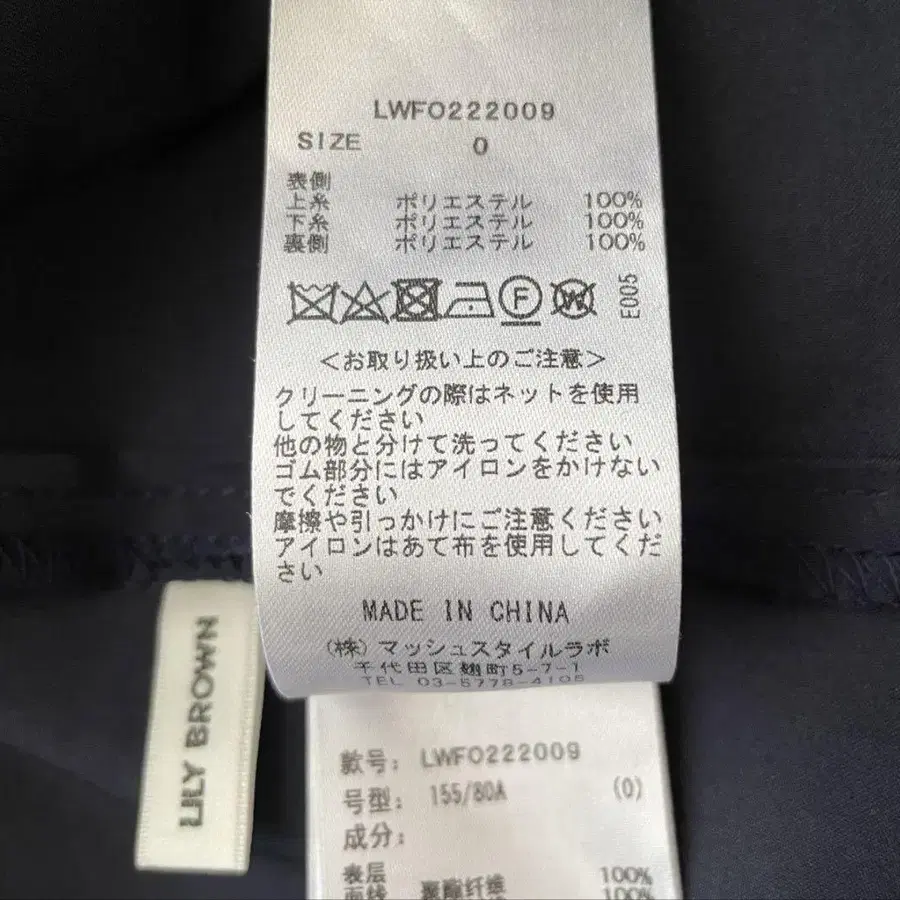 LWFO222009
SIZE 0
表側
上糸 ポリエステル 100%
下糸 ポリエステル 100%
裏側 ポリエステル 100%
F
W
E005
<お取り扱い上のご注意>
クリーニングの際はネットを使用
してください
他の物と分けて洗ってください
ゴム部分にはアイロンをかけない
でください
摩擦や引っかけにご注意ください
アイロンはあて布を使用してくだ
さい
MADE IN CHINA
(株)マッシュスタイルラボ
千代田区麹町5-7-1
TEL 03-5778-4105
LILY BROWN
款号: LWFO222009
号型: 155/80A (0)
成分:
表层 100%
面线 聚酯纤维 100%